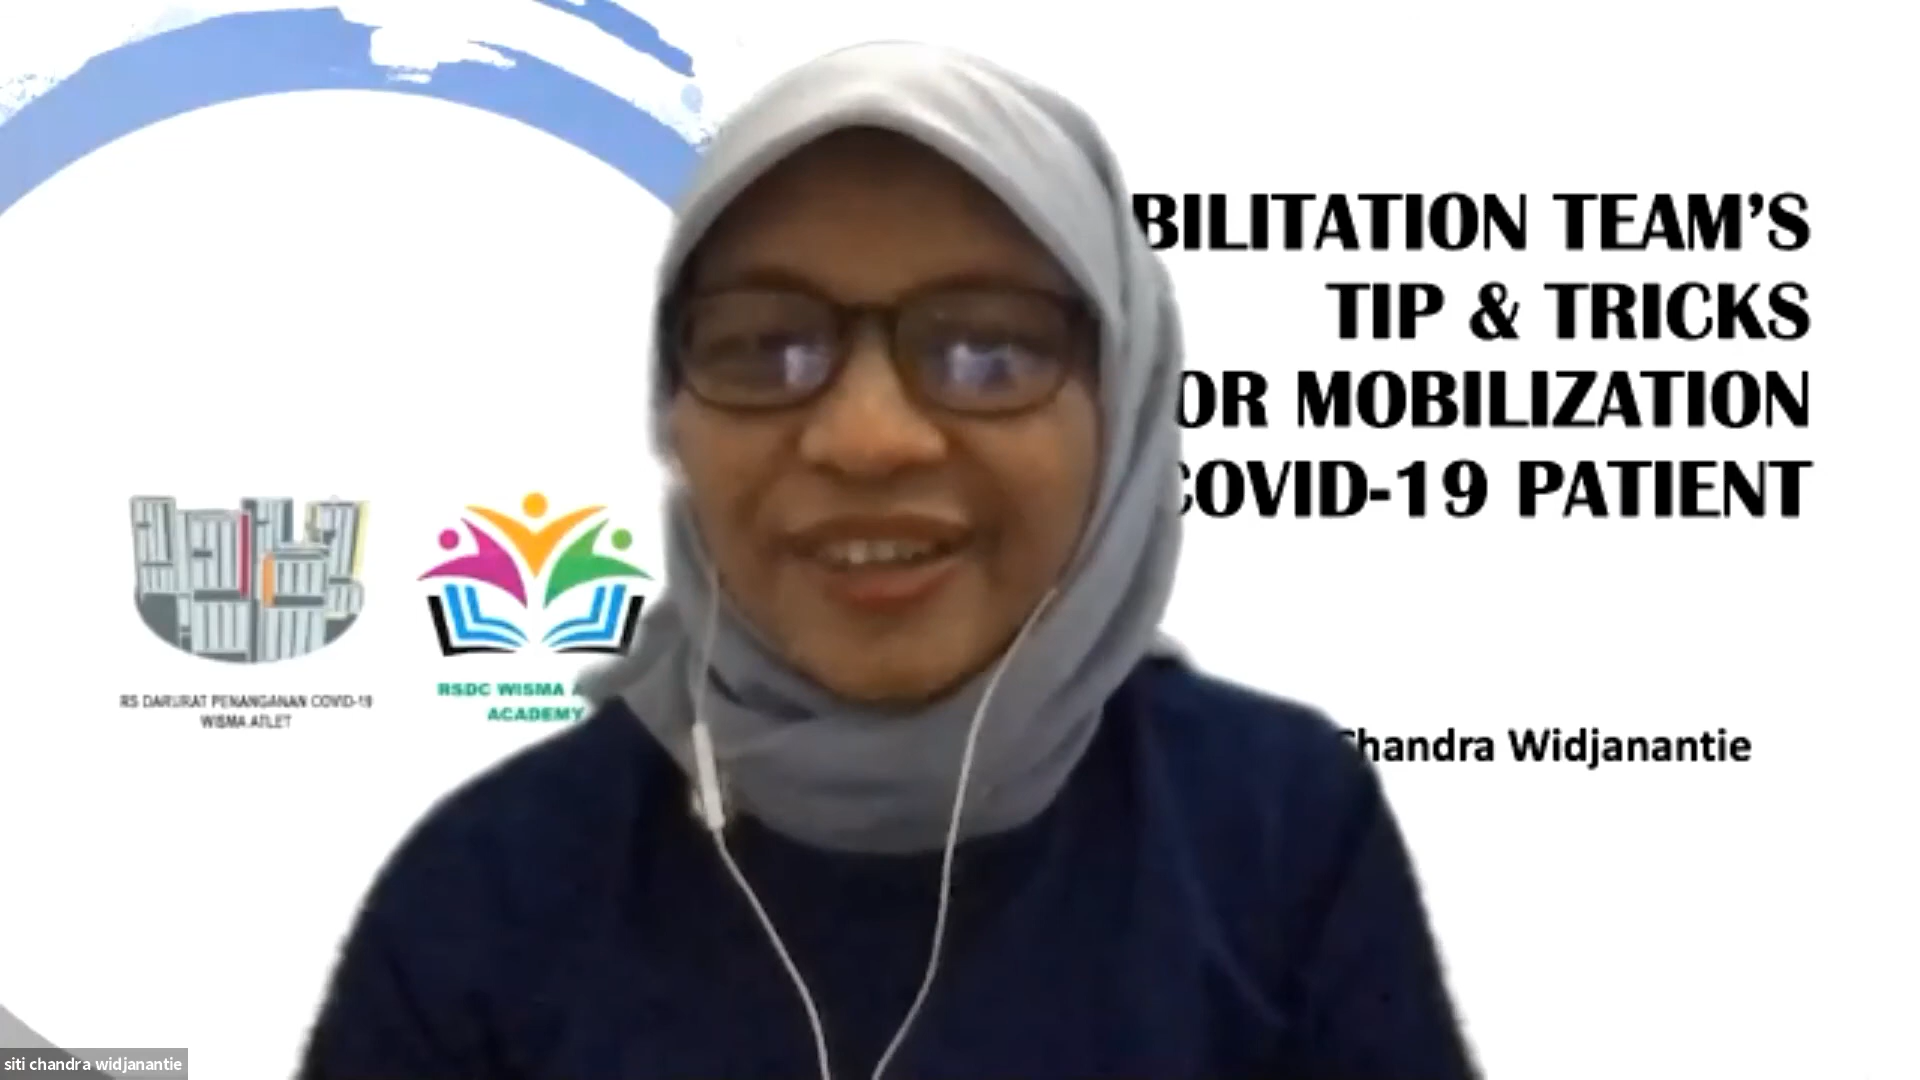 BILITATION TEAM'S
TIP & TRICKS
OR MOBILIZATION
COVID-19 PATIENT
RS DARURAT PENANGANAN COVID-19
WISMA ATLET
RSDC WISMA A
ACADEMY
Chandra Widjanantie
siti chandra widjanantie